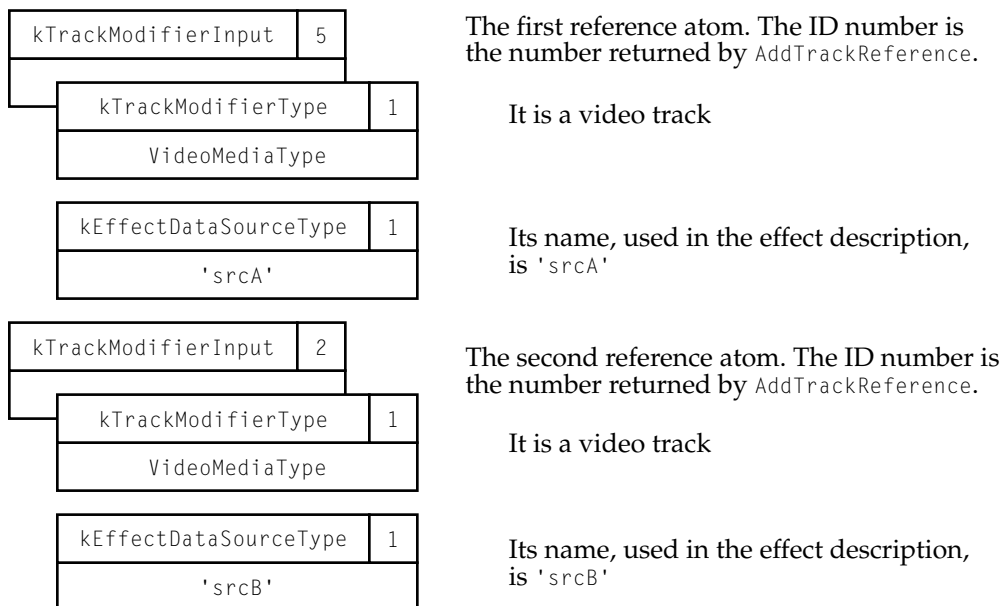 kTrackModifierInput 5
The first reference atom. The ID number is
the number returned by AddTrackReference.
kTrackModifierType 1
It is a video track
VideoMediaType
kEffectDataSourceType 1
Its name, used in the effect description,
is 'srcA'
'srcA'
kTrackModifierInput 2
The second reference atom. The ID number is
the number returned by AddTrackReference.
kTrackModifierType 1
It is a video track
VideoMediaType
kEffectDataSourceType 1
Its name, used in the effect description,
is 'srcB'
'srcB'